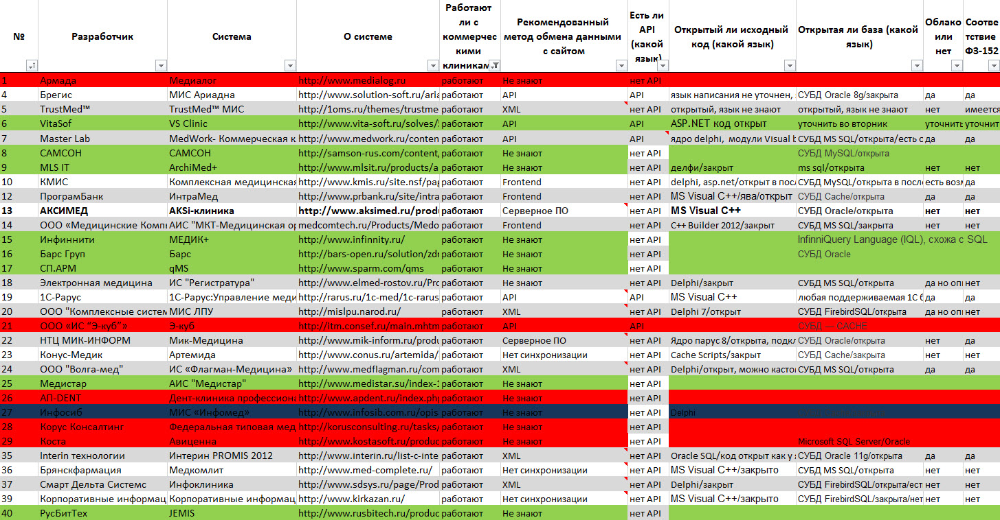 № Разработчик Система О системе Работают ли с коммерчес кими клиникам Рекомендованный метод обмена данными с сайтом Есть ли API (какой язык) Открытый ли исходный код (какой язык) Открытая ли база (какой язык) Облако или нет Соотве тствие ФЗ-152
1 Армада Медиалог http://www.medialog.ru работают Не знают нет API
4 Брегис МИС Ариадна http://www.solution-soft.ru/aria работают API API язык написания не уточнен, СУБД Oracle 8g/закрыта да да
5 TrustMed™ TrustMed™ МИС http://1oms.ru/themes/trustme работают XML нет API открытый, язык не знают открытый, язык не знают нет имеется
6 VitaSof VS Clinic http://www.vita-soft.ru/solves/ работают API API ASP.NET код открыт уточнить во вторник уточнить уточнит
7 Master Lab MedWork- Коммерческая к http://www.medwork.ru/conten работают API API ядро delphi, модули Visual b СУБД MS SQL/открыта/есть с да да
8 САМСОН САМСОН http://samson-rus.com/content, работают Не знают нет API СУБД MySQL/открыта
9 MLS IT ArchiMed+ http://www.mlsit.ru/products/a работают Не знают нет API делфи/закрыт ms sql/открыта нет нет
10 КМИС Комплексная медицинская http://www.kmis.ru/site.nsf/pag работают Frontend нет API delphi, asp.net/открыт в посл СУБД MySQL/открыта в после есть воз да
12 ПрограмБанк ИнтраМед http://www.prbank.ru/site/intra работают Frontend нет API MS Visual C++/ява/открыт СУБД Cache/открыта да да
13 АКСИМЕД AKSi-клиника http://www.aksimed.ru/prod работают Серверное ПО нет API MS Visual C++ СУБД Oracle/открыта нет нет
14 ООО «Медицинские Комп АИС "МКТ-Медицинская ор medcomtech.ru/Products/Medo работают Frontend нет API C++ Builder 2012/закрыт СУБД MS SQL/закрыта нет нет
15 Инфиннити МЕДИК+ http://www.infinnity.ru/ работают Не знают нет API InfinniQuery Language (IQL), схожа с SQL
16 Барс Груп Барс http://bars-open.ru/solution/zdr работают Не знают нет API СУБД Oracle
17 СП.АРМ qMS http://www.sparm.com/qms работают Не знают нет API
18 Электронная медицина ИС "Регистратура" http://www.elmed-rostov.ru/Pro работают Не знают нет API Delphi/закрыт СУБД MS SQL/открыта да но оп нет
19 1С-Рарус 1С-Рарус:Управление меди http://rarus.ru/1c-med/1c-rarus работают API API MS Visual C++ любая поддерживаемая 1С б да да
20 ООО "Комплексные систем МИС ЛПУ http://mislpu.narod.ru/ работают XML нет API Delphi 7/открыт СУБД FirebirdSQL/открыта да но оп нет
21 ООО «ИС “Э-куб”» Э-куб http://itm.consef.ru/main.mhtm работают API API СУБД — CACHE
22 НТЦ МИК-ИНФОРМ Мик-Медицина http://www.mik-inform.ru/produ работают Серверное ПО нет API Ядро парус 8/открыта, подкл СУБД Oracle/открыта нет да
23 Конус-Медик Артемида http://www.conus.ru/artemida/ работают Нет синхронизации нет API Cache Scripts/закрыт СУБД Cache/закрыта нет нет
24 ООО "Волга-мед" ИС «Флагман-Медицина» http://www.medflagman.ru/com работают XML нет API Delphi/открыт, можно касто СУБД MS SQL/открыта да да
25 Медистар АИС "Медистар" http://www.medistar.su/index-1 работают Не знают нет API
26 АП-DENT Дент-клиника профессиона http://www.apdent.ru/index.php работают Не знают нет API
27 Инфосиб МИС «Инфомед» http://www.infosib.com.ru/opis работают Не знают нет API Delphi
28 Корус Консалтинг Федеральная типовая мед http://korusconsulting.ru/tasks/ работают Не знают нет API
29 Коста Авиценна http://www.kostasoft.ru/produc работают Не знают нет API Microsoft SQL Server/Oracle
35 Interin технологии Интерин PROMIS 2012 http://www.interin.ru/list-c-inte работают XML нет API Oracle SQL/код открыт как у СУБД Oracle 11g/открыта да да
36 Брянскфармация Медкомлит http://www.med-complete.ru/ работают Нет синхронизации нет API MS Visual C++/закрыто СУБД MS SQL/открыта нет нет
37 Смарт Дельта Системс Инфоклиника http://www.sdsys.ru/page/Prod работают XML нет API Delphi/закрыт СУБД FirebirdSQL/открыта/ест нет нет
39 Корпоративные информац Корпоративные информац http://www.kirkazan.ru/ работают Нет синхронизации нет API MS Visual C++/закрыто СУБД FirebirdSQL/закрыта/нет нет нет
40 РусБитТех JEMIS http://www.rusbitech.ru/produc работают Не знают нет API